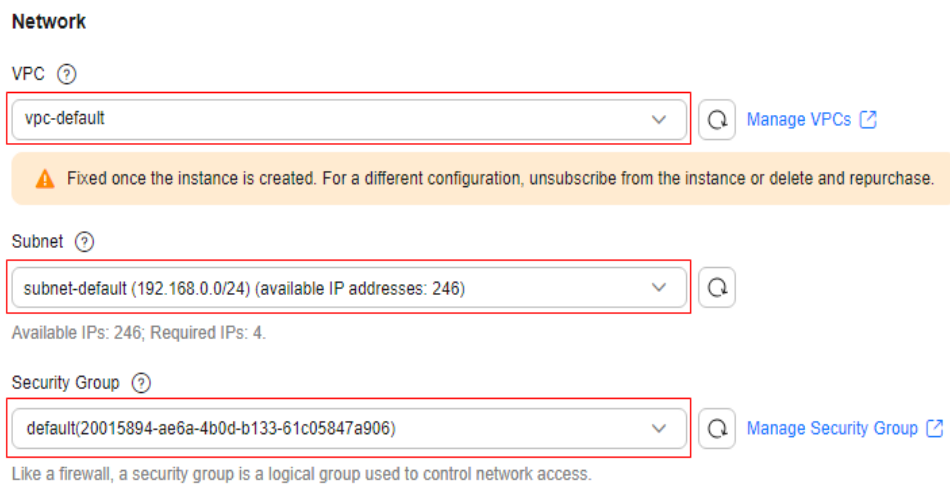 Network
VPC
vpc-default
Manage VPCs
Fixed once the instance is created. For a different configuration, unsubscribe from the instance or delete and repurchase.
Subnet
subnet-default (192.168.0.0/24) (available IP addresses: 246)
Available IPs: 246; Required IPs: 4.
Security Group
default(20015894-ae6a-4b0d-b133-61c05847a906)
Manage Security Group
Like a firewall, a security group is a logical group used to control network access.